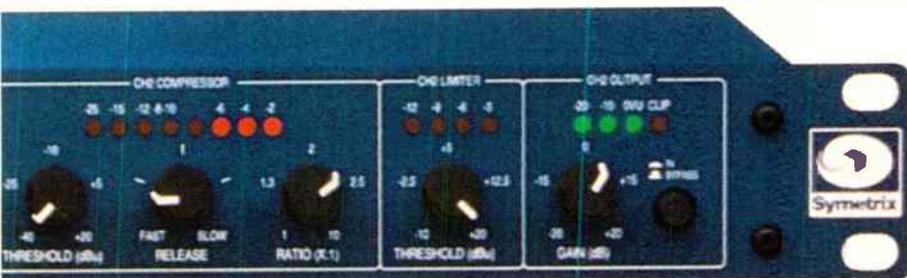 CH2 COMPRESSOR
-25 -15 -12 -8 -10 -6 -4 -2
-10
-25 +5
-40 +20
THRESHOLD (dBu)
1
FAST SLOW
RELEASE
2
1.3 2.5
1 10
RATIO (X:1)
CH2 LIMITER
-12 -9 -6 -3
+5
-2.5 +12.5
-10 +20
THRESHOLD (dBu)
CH2 OUTPUT
-20 -10 0VU CLIP
0
-15 +15
+20
GAIN (dB)
IN
BYPASS
Symetrix